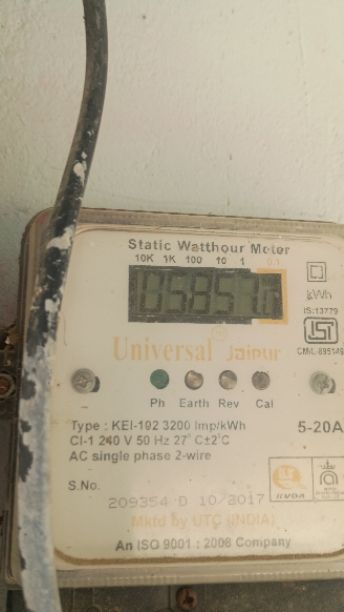 Static Watthour Meter
10K 1K 100 10 1 0.1
kWh
IS:13779
ISI
Universal Jaipur
Ph Earth Rev Cal
Type : KEI-192 3200 Imp/kWh
5-20A
Cl-1 240 V 50 Hz 27°C±2°C
AC single phase 2-wire
S.No.
209354 D 10/2017
Mktd by UTC (INDIA)
An ISO 9001 : 2008 Company